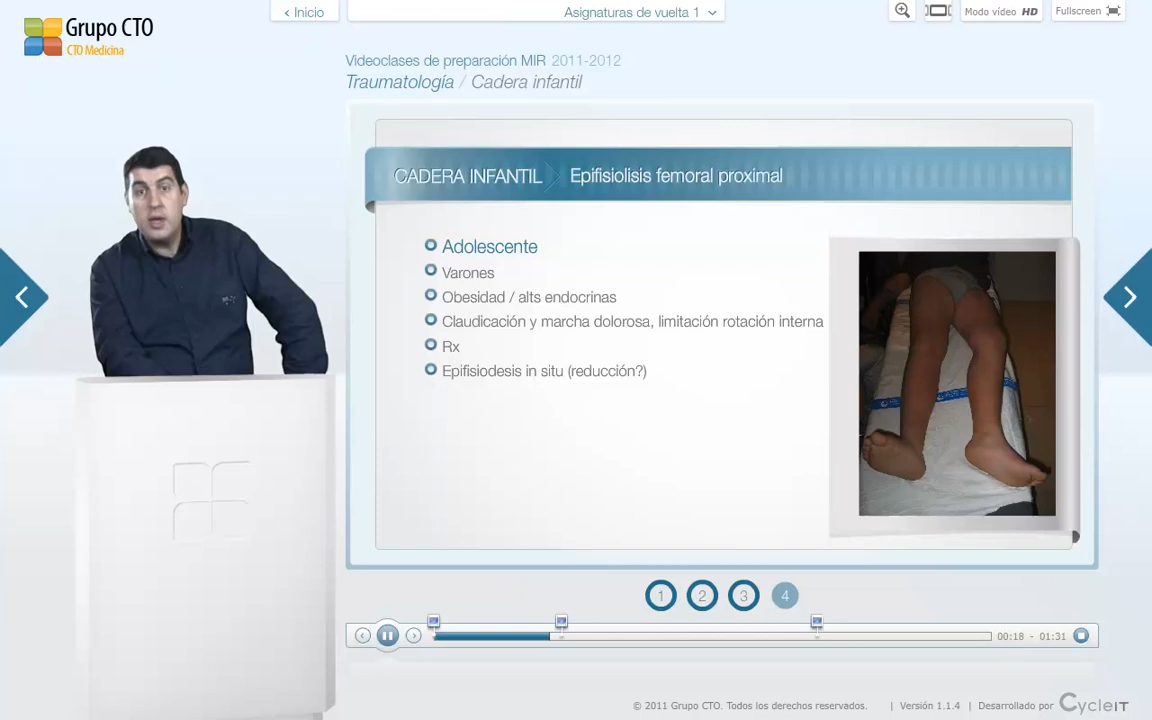 Grupo CTO
CTO Medicina
‹ Inicio
Asignaturas de vuelta 1
Modo vídeo HD
Fullscreen
Videoclases de preparación MIR 2011-2012
Traumatología / Cadera infantil
CADERA INFANTIL
Epifisiolisis femoral proximal
Adolescente
Varones
Obesidad / alts endocrinas
Claudicación y marcha dolorosa, limitación rotación interna
Rx
Epifisiodesis in situ (reducción?)
1 2 3 4
00:18 - 01:31
© 2011 Grupo CTO. Todos los derechos reservados. | Versión 1.1.4 | Desarrollado por CycleIT